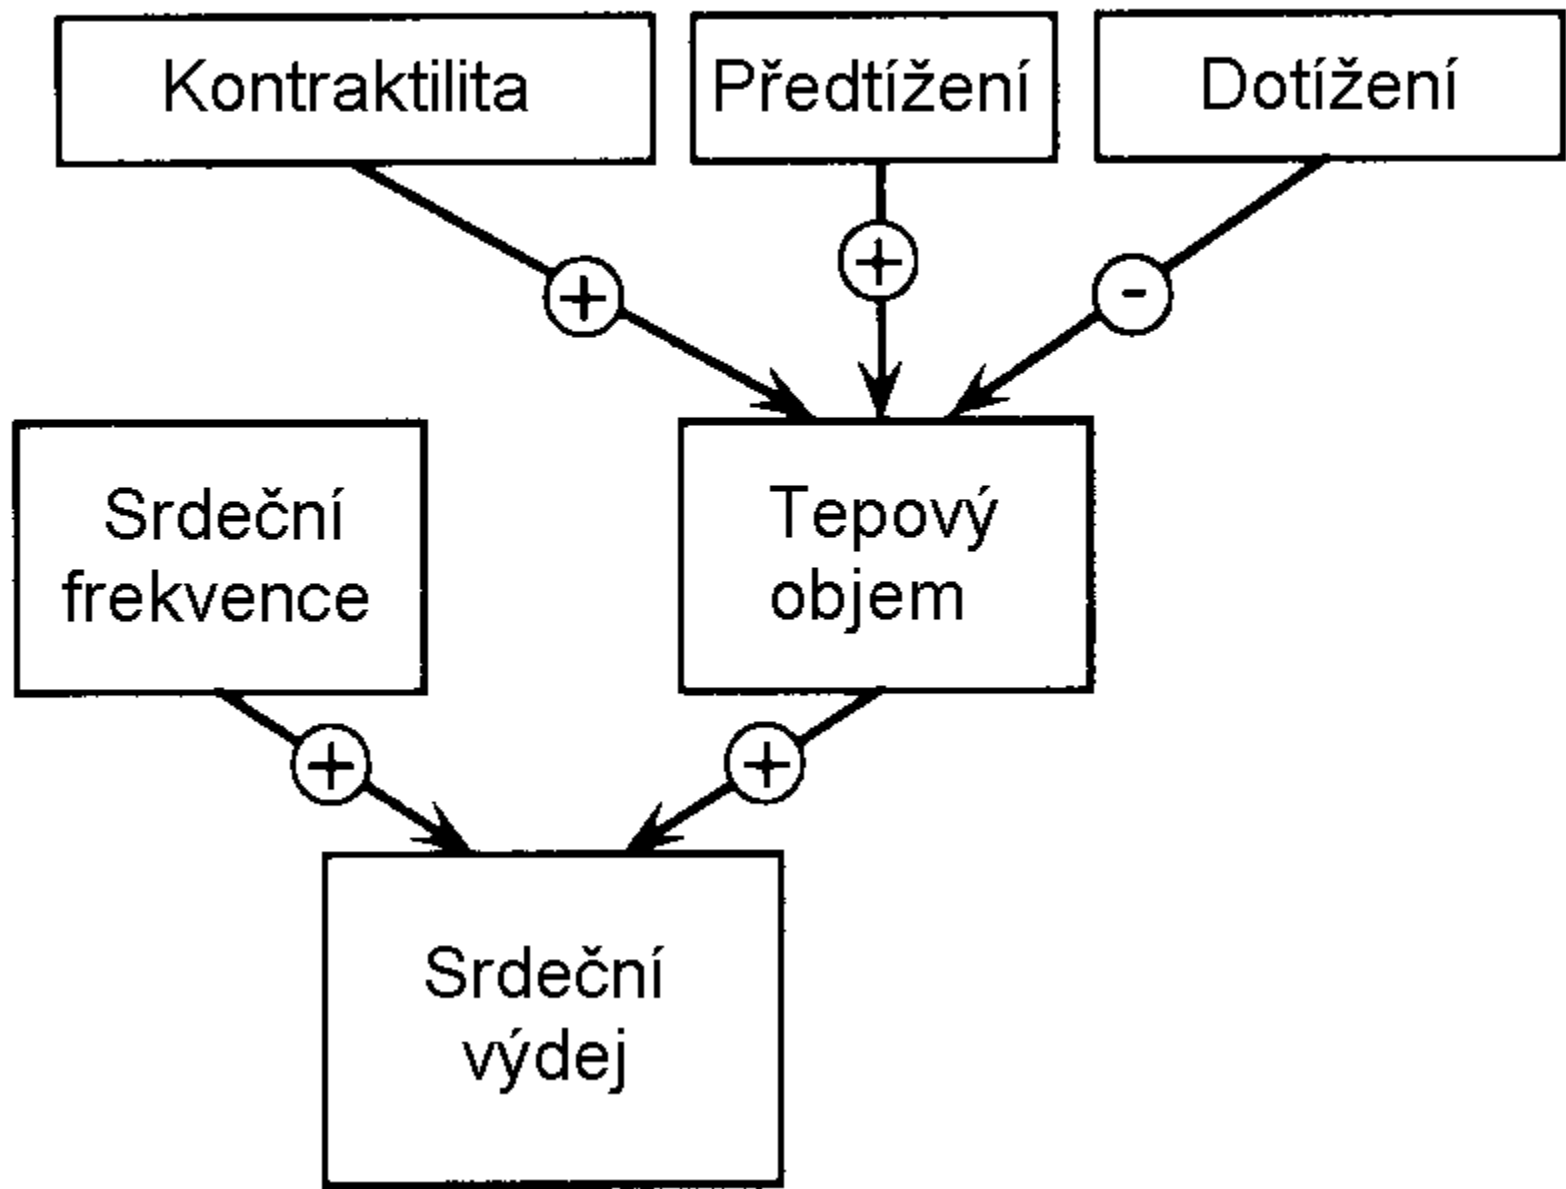 Kontraktilita
Předtížení
Dotížení
+
+
-
Srdeční
frekvence
Tepový
objem
+
+
Srdeční
výdej